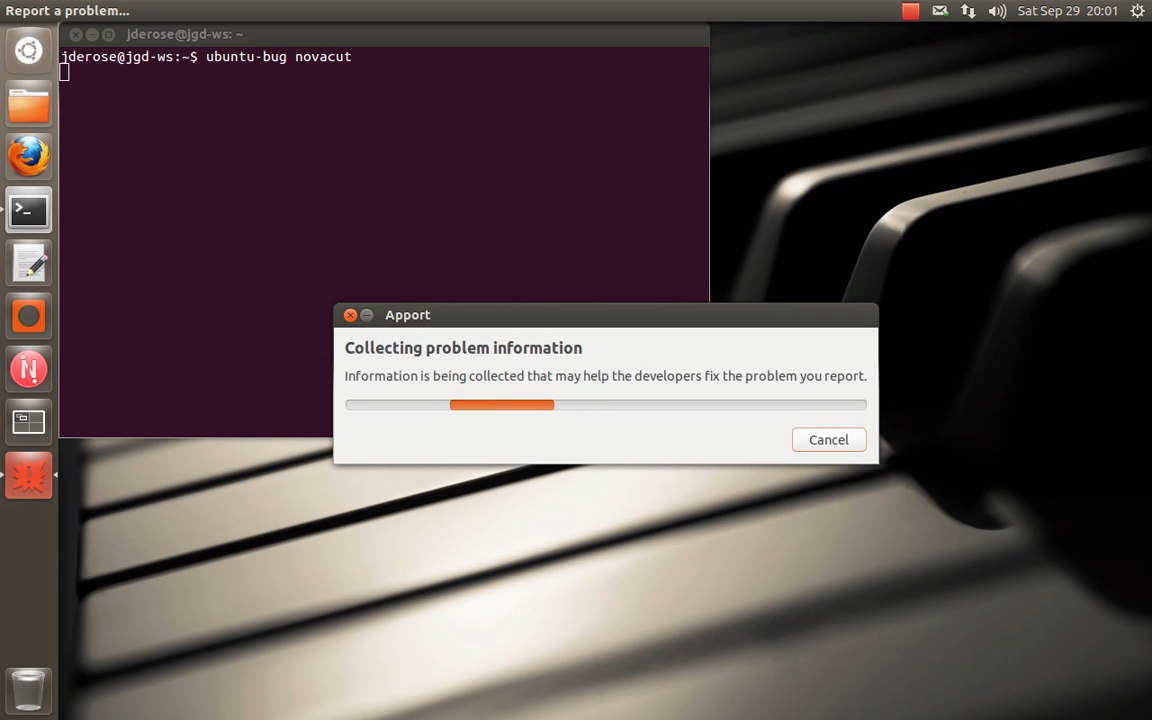 Report a problem...
Sat Sep 29 20:01
jderose@jgd-ws: ~
jderose@jgd-ws:~$ ubuntu-bug novacut
Apport
Collecting problem information
Information is being collected that may help the developers fix the problem you report.
Cancel